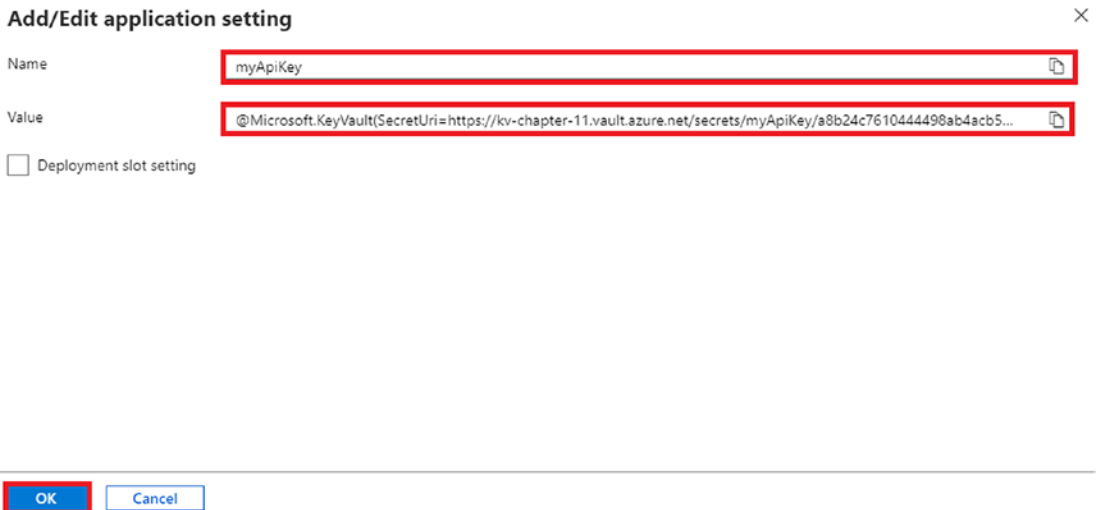 Add/Edit application setting
Name
myApiKey
Value
@Microsoft.KeyVault(SecretUri=https://kv-chapter-11.vault.azure.net/secrets/myApiKey/a8b24c7610444498ab4acb5...
Deployment slot setting
OK
Cancel